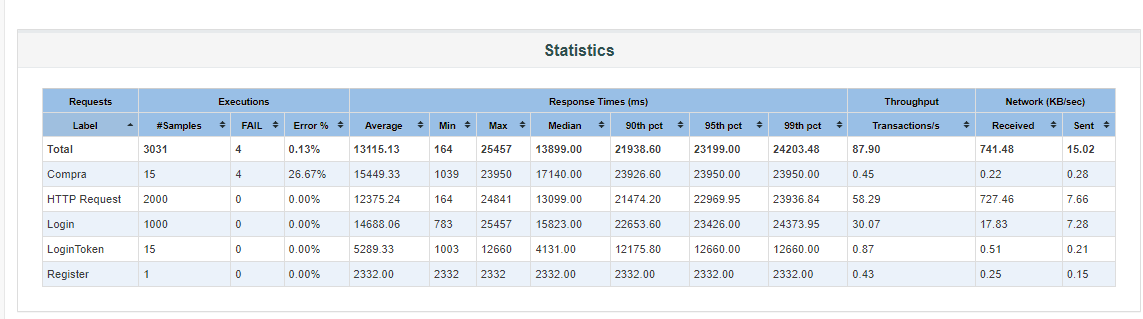 Statistics
Requests Executions Response Times (ms) Throughput Network (KB/sec)
Label #Samples FAIL Error % Average Min Max Median 90th pct 95th pct 99th pct Transactions/s Received Sent
Total 3031 4 0.13% 13115.13 164 25457 13899.00 21938.60 23199.00 24203.48 87.90 741.48 15.02
Compra 15 4 26.67% 15449.33 1039 23950 17140.00 23926.60 23950.00 23950.00 0.45 0.22 0.28
HTTP Request 2000 0 0.00% 12375.24 164 24841 13099.00 21474.20 22969.95 23936.84 58.29 727.46 7.66
Login 1000 0 0.00% 14688.06 783 25457 15823.00 22653.60 23426.00 24373.95 30.07 17.83 7.28
LoginToken 15 0 0.00% 5289.33 1003 12660 4131.00 12175.80 12660.00 12660.00 0.87 0.51 0.21
Register 1 0 0.00% 2332.00 2332 2332 2332.00 2332.00 2332.00 2332.00 0.43 0.25 0.15